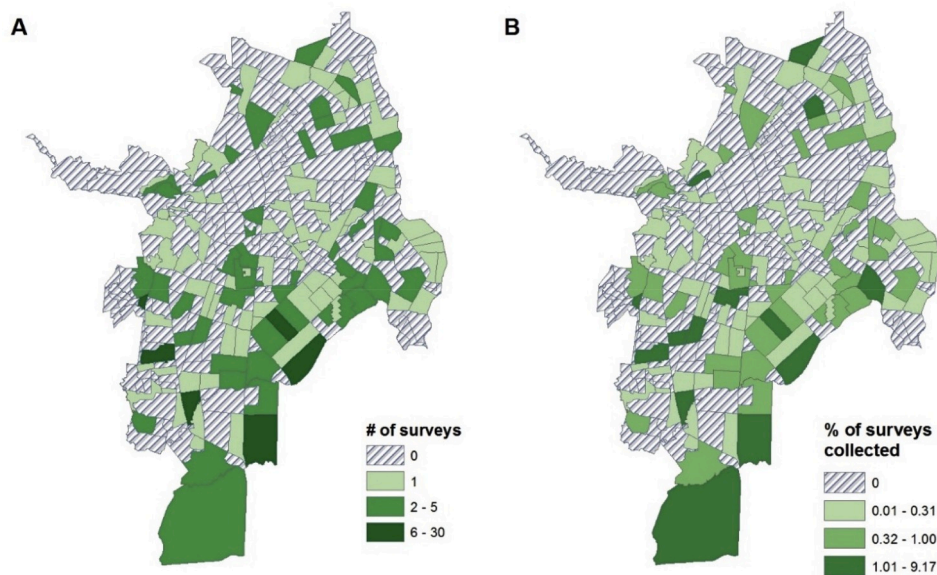 A
B
# of surveys
0
1
2 - 5
6 - 30
% of surveys
collected
0
0.01 - 0.31
0.32 - 1.00
1.01 - 9.17